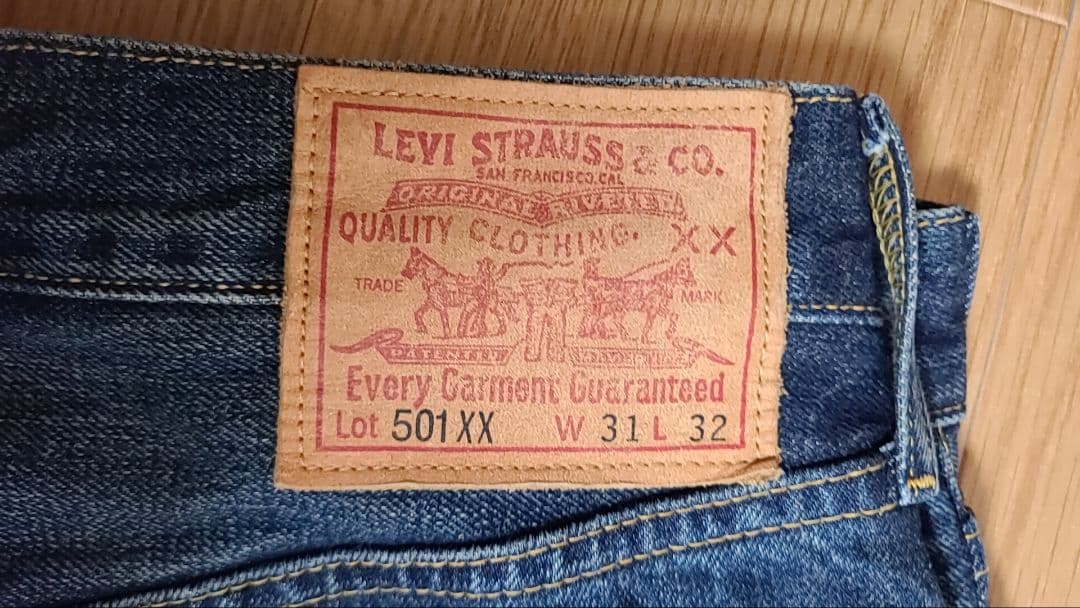 LEVI STRAUSS & CO.
SAN FRANCISCO, CAL
ORIGINAL RIVETED
QUALITY CLOTHING. XX
TRADE MARK
PATENTED
Every Garment Guaranteed
Lot 501XX W 31 L 32